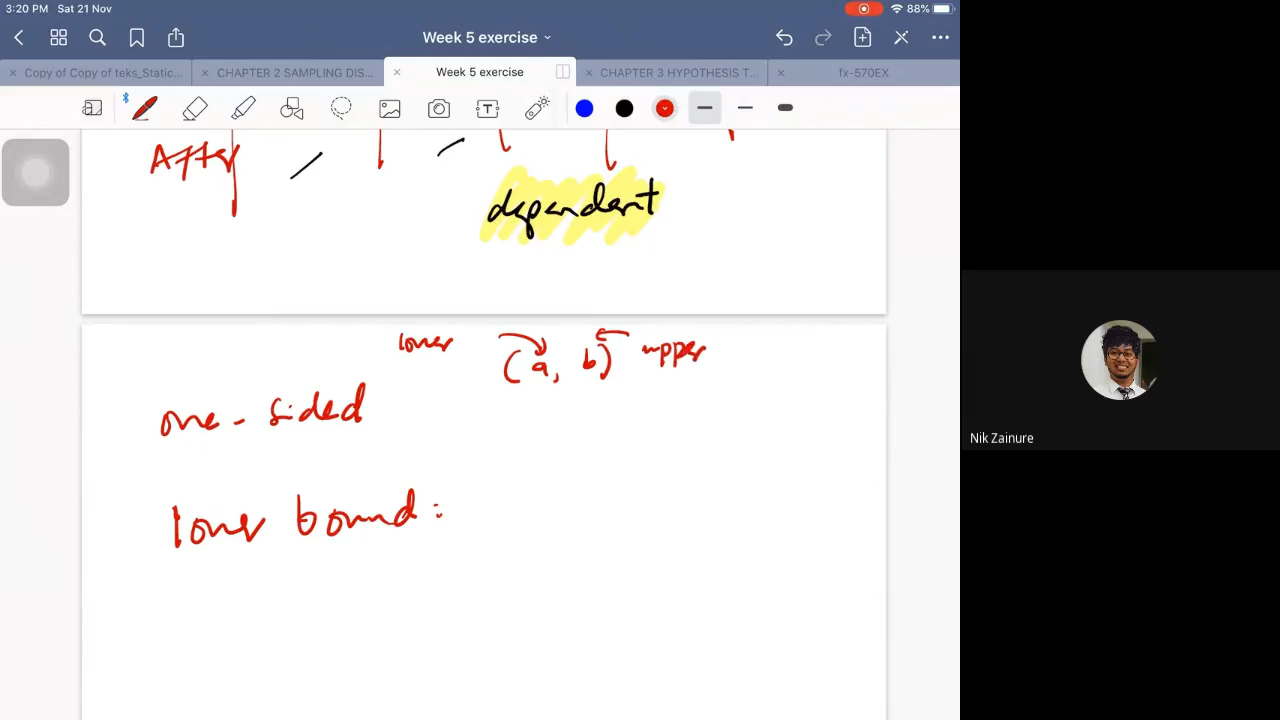 3:20 PM Sat 21 Nov
88%
Week 5 exercise
Copy of Copy of teks_Static...
CHAPTER 2 SAMPLING DIS...
Week 5 exercise
CHAPTER 3 HYPOTHESIS T...
fx-570EX
After
dependent
lower (a, b) upper
one-sided
lower bound:
Nik Zainure